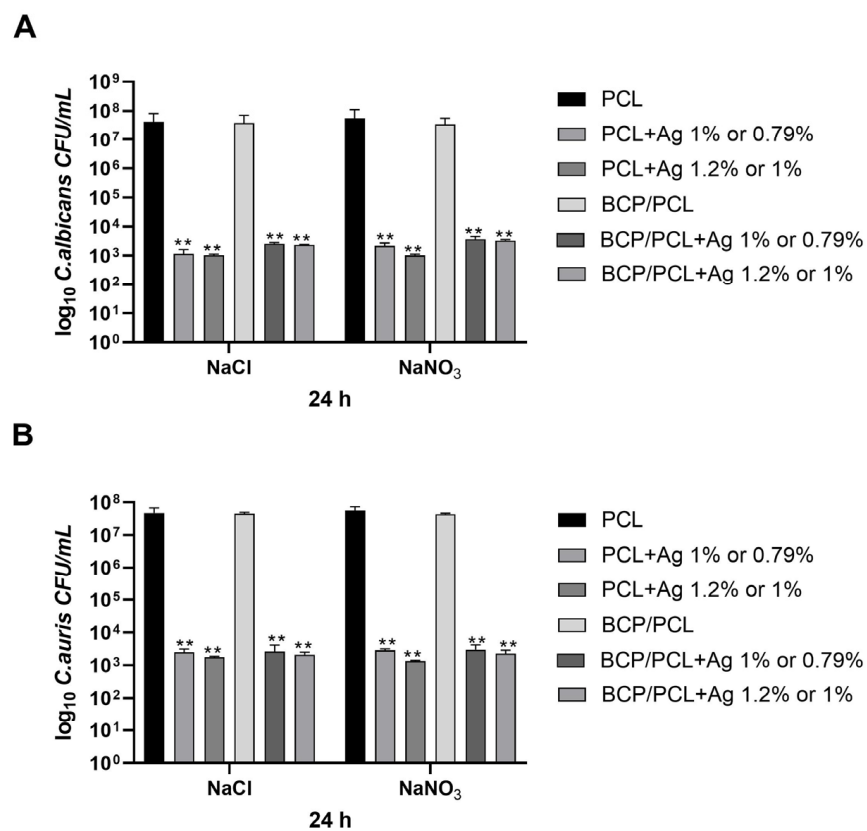 A
log₁₀ C.albicans CFU/mL
10⁹
10⁸
10⁷
10⁶
10⁵
10⁴
10³
10²
10¹
10⁰
** ** ** ** ** ** ** **
NaCl NaNO₃
24 h
PCL
PCL+Ag 1% or 0.79%
PCL+Ag 1.2% or 1%
BCP/PCL
BCP/PCL+Ag 1% or 0.79%
BCP/PCL+Ag 1.2% or 1%
B
log₁₀ C.auris CFU/mL
10⁸
10⁷
10⁶
10⁵
10⁴
10³
10²
10¹
10⁰
** ** ** ** ** ** ** **
NaCl NaNO₃
24 h
PCL
PCL+Ag 1% or 0.79%
PCL+Ag 1.2% or 1%
BCP/PCL
BCP/PCL+Ag 1% or 0.79%
BCP/PCL+Ag 1.2% or 1%